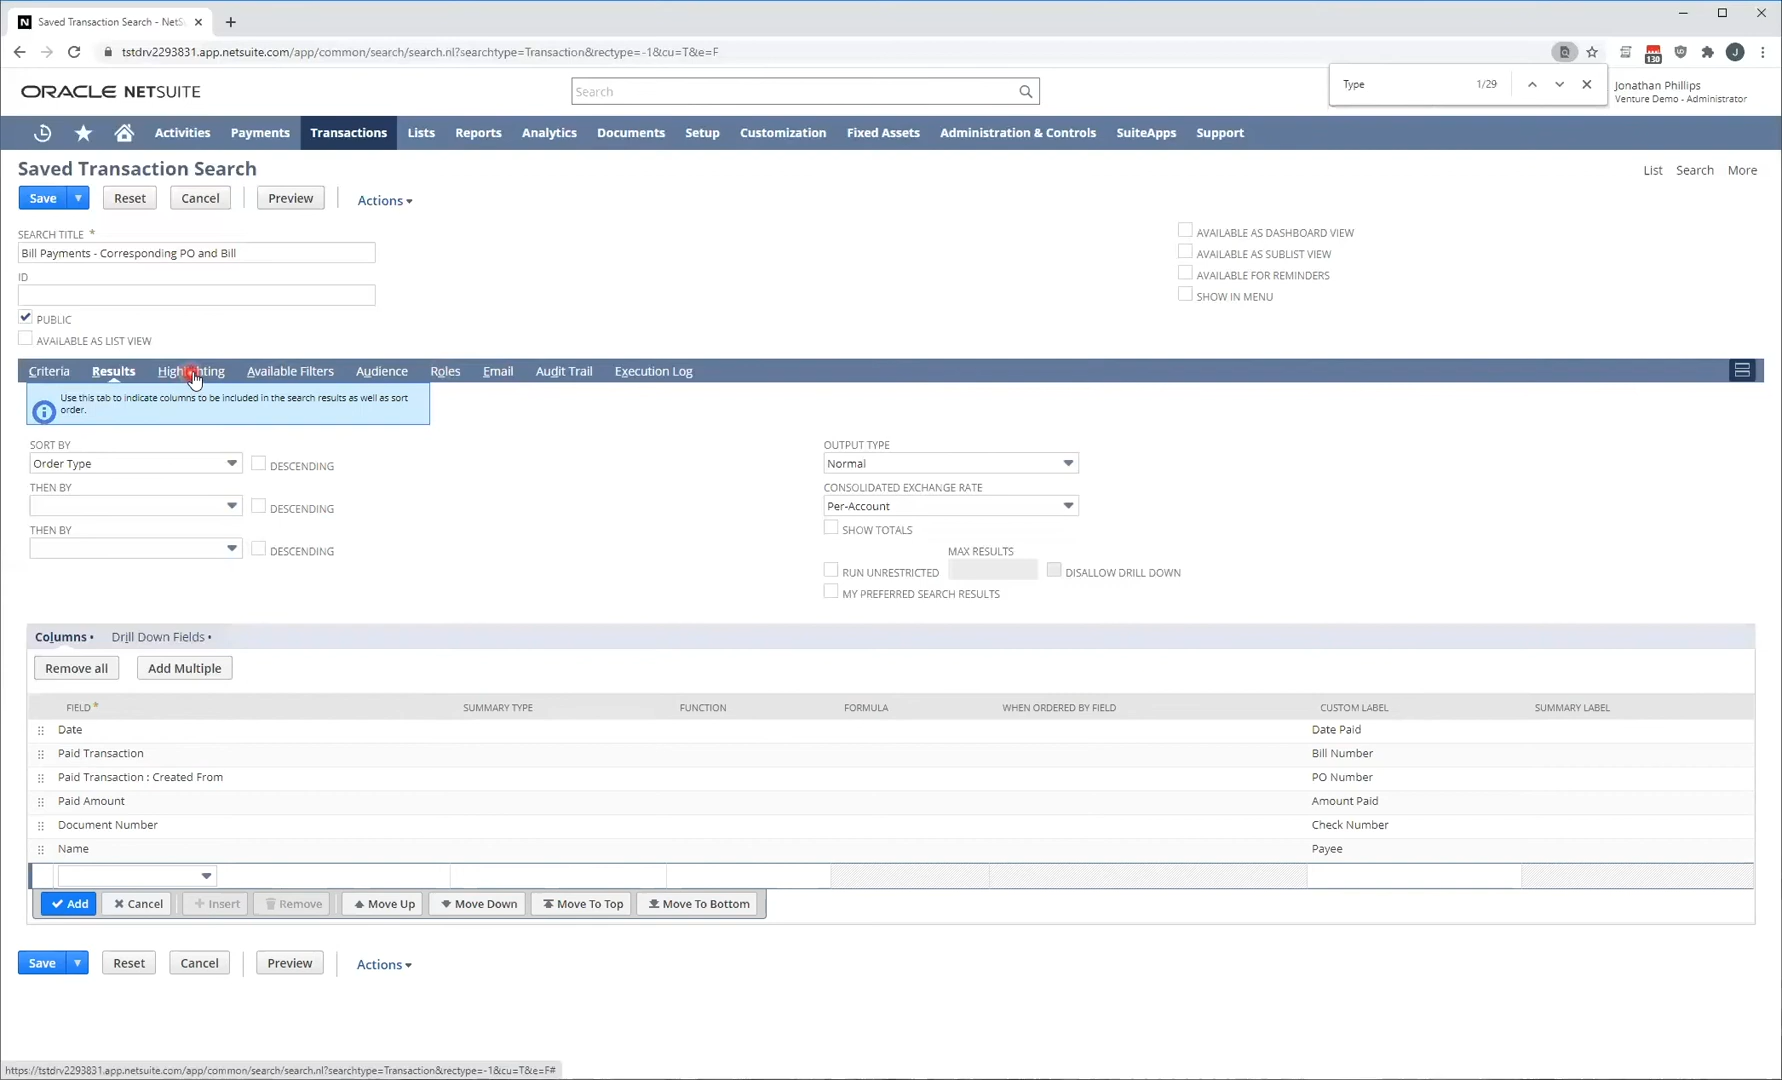 Saved Transaction Search - NetS
tstdrv2293831.app.netsuite.com/app/common/search/search.nl?searchtype=Transaction&rectype=-1&cu=T&e=F
130
J
Type 1/29
ORACLE NETSUITE
Search
Jonathan Phillips
Venture Demo - Administrator
Activities Payments Transactions Lists Reports Analytics Documents Setup Customization Fixed Assets Administration & Controls SuiteApps Support
Saved Transaction Search
List Search More
Save Reset Cancel Preview Actions
SEARCH TITLE *
Bill Payments - Corresponding PO and Bill
ID
PUBLIC
AVAILABLE AS LIST VIEW
AVAILABLE AS DASHBOARD VIEW
AVAILABLE AS SUBLIST VIEW
AVAILABLE FOR REMINDERS
SHOW IN MENU
Criteria Results Highlighting Available Filters Audience Roles Email Audit Trail Execution Log
Use this tab to indicate columns to be included in the search results as well as sort
order.
SORT BY
Order Type DESCENDING
THEN BY
DESCENDING
THEN BY
DESCENDING
OUTPUT TYPE
Normal
CONSOLIDATED EXCHANGE RATE
Per-Account
SHOW TOTALS
MAX RESULTS
RUN UNRESTRICTED DISALLOW DRILL DOWN
MY PREFERRED SEARCH RESULTS
Columns • Drill Down Fields •
Remove all Add Multiple
FIELD * SUMMARY TYPE FUNCTION FORMULA WHEN ORDERED BY FIELD CUSTOM LABEL SUMMARY LABEL
Date Date Paid
Paid Transaction Bill Number
Paid Transaction : Created From PO Number
Paid Amount Amount Paid
Document Number Check Number
Name Payee
Add Cancel Insert Remove Move Up Move Down Move To Top Move To Bottom
Save Reset Cancel Preview Actions
https://tstdrv2293831.app.netsuite.com/app/common/search/search.nl?searchtype=Transaction&rectype=-1&cu=T&e=F#